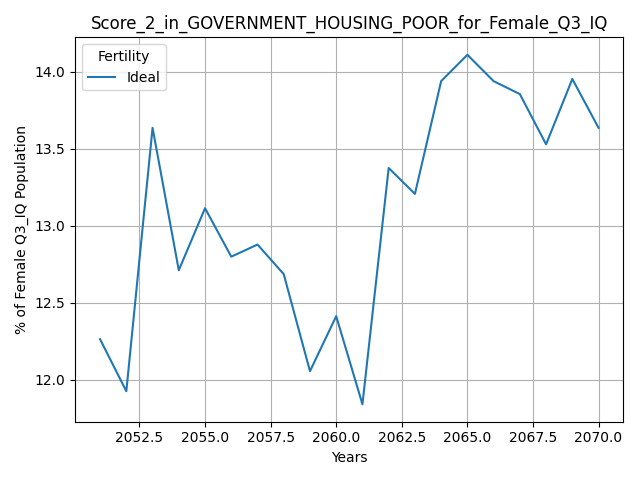 Score_2_in_GOVERNMENT_HOUSING_POOR_for_Female_Q3_IQ
Fertility
Ideal
% of Female Q3_IQ Population
14.0
13.5
13.0
12.5
12.0
2052.5 2055.0 2057.5 2060.0 2062.5 2065.0 2067.5 2070.0
Years